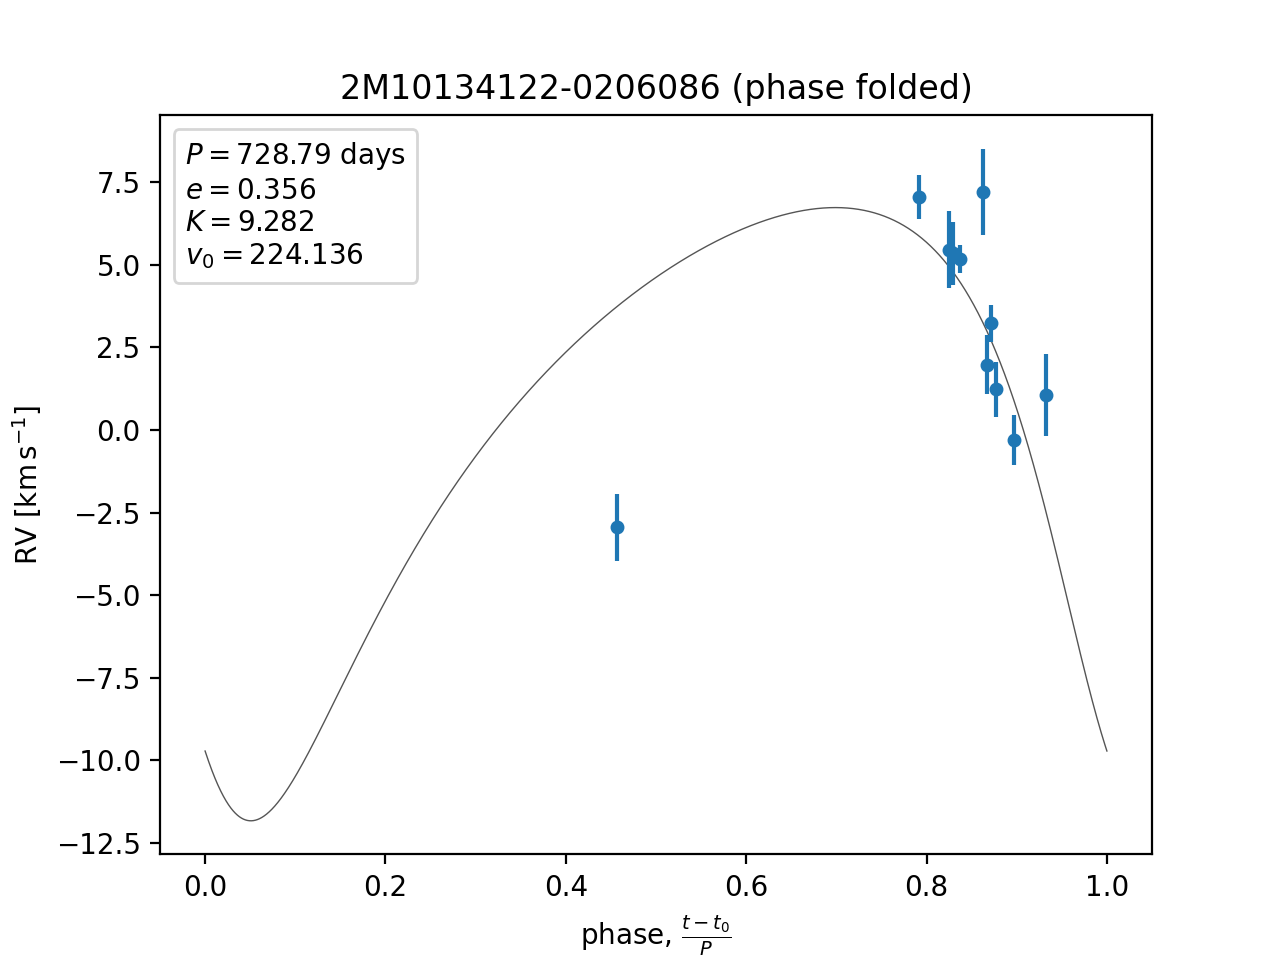 2M10134122-0206086 (phase folded)
P = 728.79 days
e = 0.356
K = 9.282
v₀ = 224.136
7.5
5.0
2.5
0.0
−2.5
−5.0
−7.5
−10.0
−12.5
RV [km s⁻¹]
0.0 0.2 0.4 0.6 0.8 1.0
phase, (t − t₀)/P